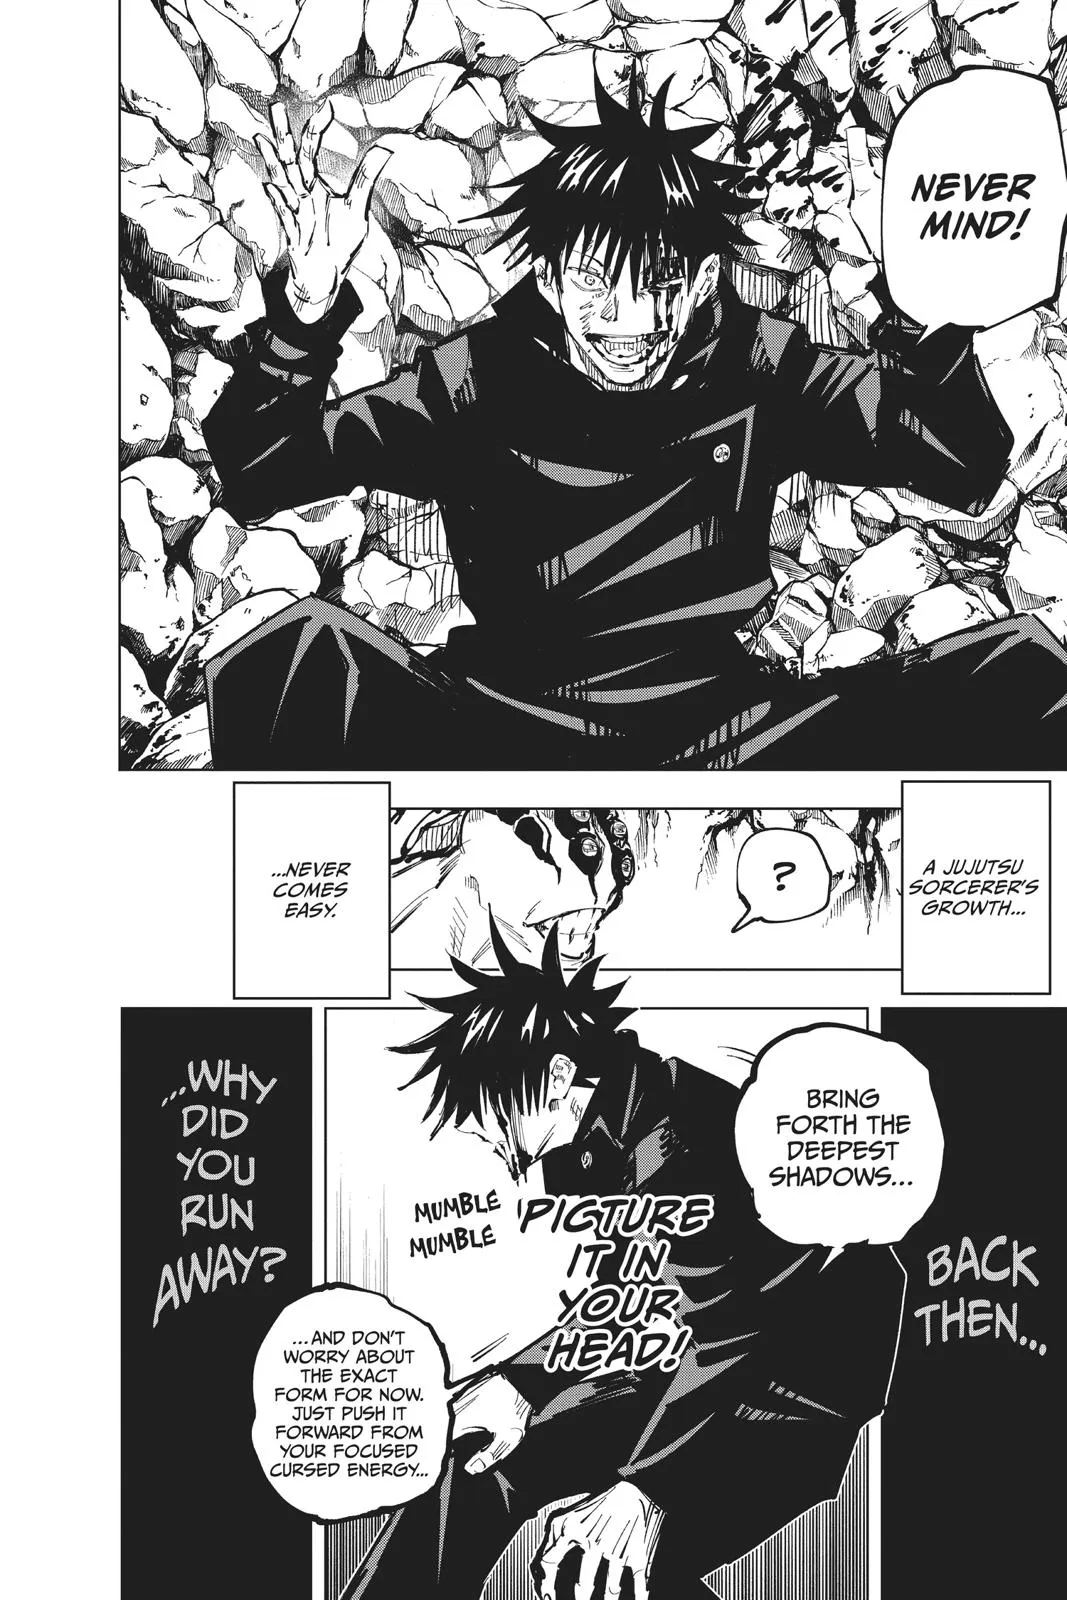 NEVER
MIND!
A JUJUTSU
SORCERER'S
GROWTH...
?
...NEVER
COMES
EASY.
BACK
THEN...
BRING
FORTH THE
DEEPEST
SHADOWS...
PICTURE
IT IN
YOUR
HEAD!
MUMBLE
MUMBLE
...AND DON'T
WORRY ABOUT
THE EXACT
FORM FOR NOW.
JUST PUSH IT
FORWARD FROM
YOUR FOCUSED
CURSED ENERGY...
...WHY
DID
YOU
RUN
AWAY?